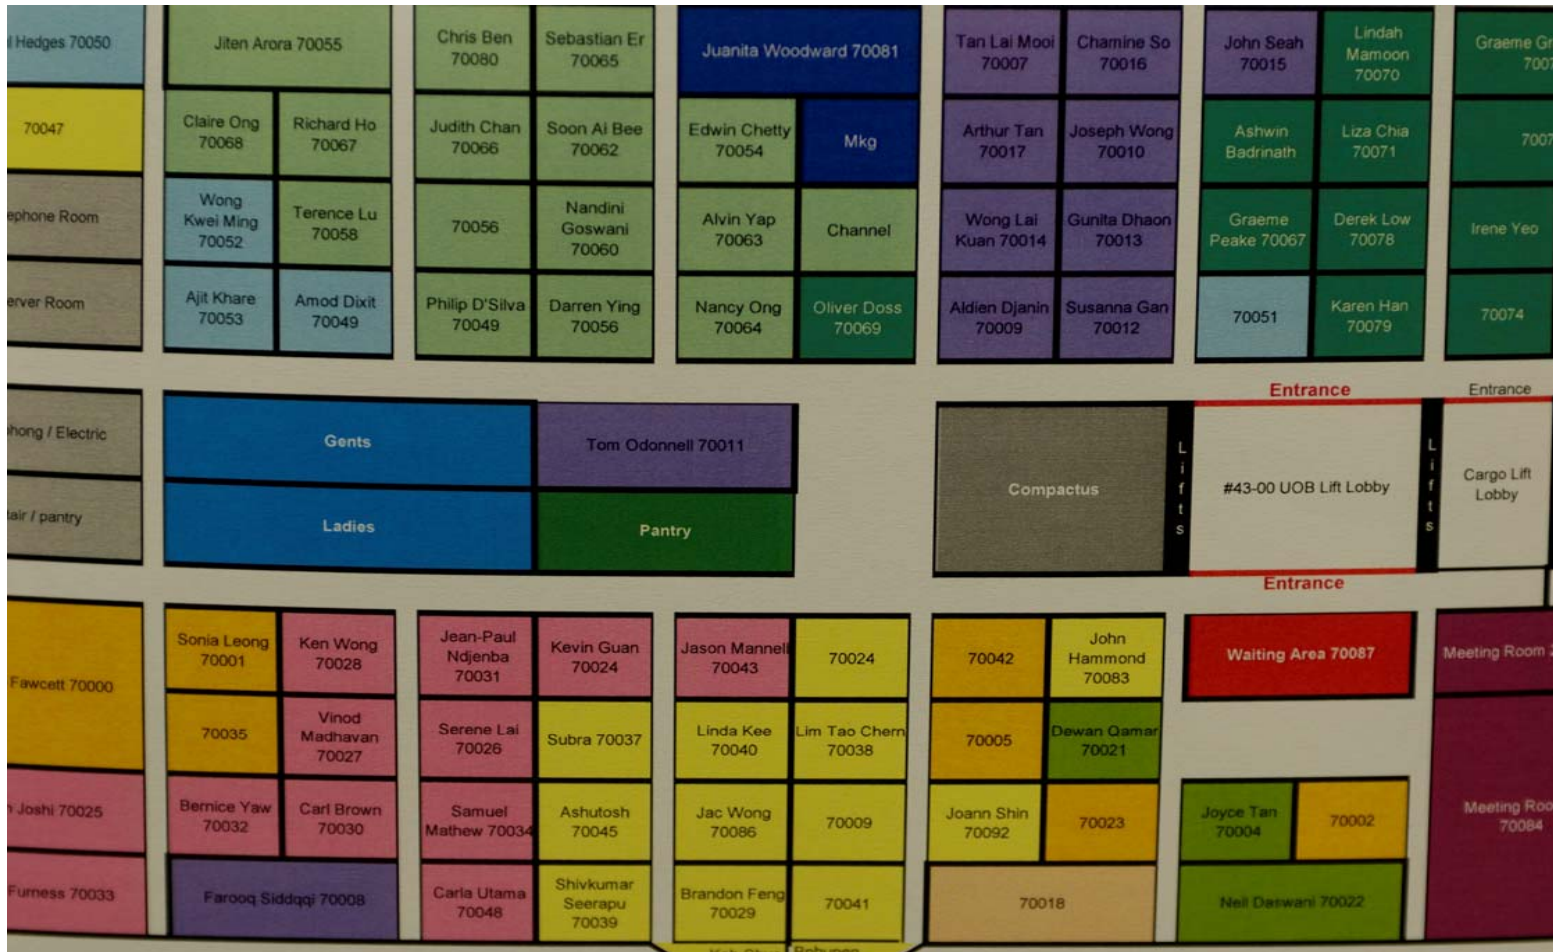 Hedges 70050
Jiten Arora 70055
Chris Ben
70080
Sebastian Er
70065
Juanita Woodward 70081
Tan Lai Mooi
70007
Chamine So
70016
John Seah
70015
Lindah
Mamoon
70070
Graeme
70047
Claire Ong
70068
Richard Ho
70067
Judith Chan
70066
Soon Ai Bee
70062
Edwin Chetty
70054
Mkg
Arthur Tan
70017
Joseph Wong
70010
Ashwin
Badrinath
Liza Chia
70071
Room
Wong
Kwei Ming
70052
Terence Lu
70058
70056
Nandini
Goswani
70060
Alvin Yap
70063
Channel
Wong Lai
Kuan 70014
Gunita Dhaon
70013
Graeme
Peake 70067
Derek Low
70078
Irene Yeo
Room
Ajit Khare
70053
Amod Dixit
70049
Philip D'Silva
70049
Darren Ying
70056
Nancy Ong
70064
Oliver Doss
70069
Aldien Djanin
70009
Susanna Gan
70012
70051
Karen Han
70079
70074
Entrance
Entrance
/ Electric
Gents
Tom Odonnell 70011
Compactus
Lifts
#43-00 UOB Lift Lobby
Lifts
Cargo Lift
Lobby
/ pantry
Ladies
Pantry
Entrance
Fawcett 70000
Sonia Leong
70001
Ken Wong
70028
Jean-Paul
Ndjenba
70031
Kevin Guan
70024
Jason Mannell
70043
70024
70042
John
Hammond
70083
Waiting Area 70087
Meeting Room
70035
Vinod
Madhavan
70027
Serene Lai
70026
Subra 70037
Linda Kee
70040
Lim Tao Chern
70038
70005
Dewan Qamar
70021
Joshi 70025
Bernice Yaw
70032
Carl Brown
70030
Samuel
Mathew 70034
Ashutosh
70045
Jac Wong
70086
70009
Joann Shin
70092
70023
Joyce Tan
70004
70002
Meeting
70084
Furness 70033
Farooq Siddqqi 70008
Carla Utama
70048
Shivkumar
Seerapu
70039
Brandon Feng
70029
70041
70018
Neil Daswani 70022